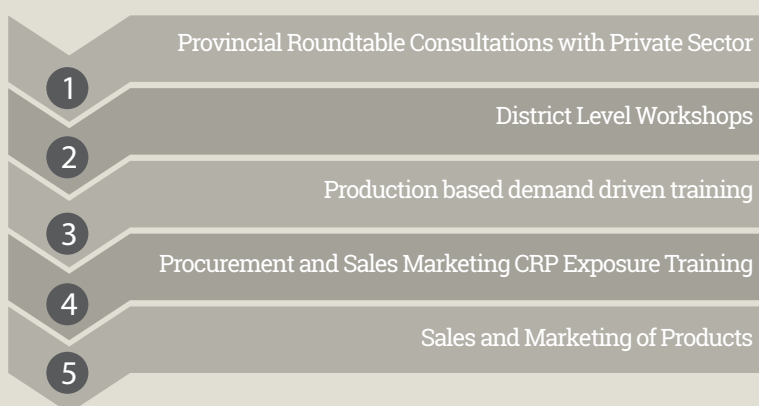 Provincial Roundtable Consultations with Private Sector
1
District Level Workshops
2
Production based demand driven training
3
Procurement and Sales Marketing CRP Exposure Training
4
Sales and Marketing of Products
5